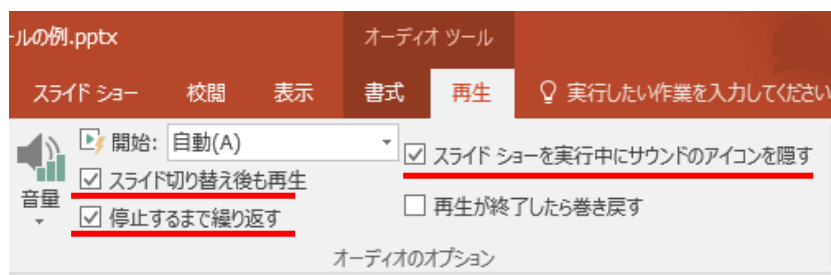 ールの例.pptx
オーディオ ツール
スライド ショー 校閲 表示 書式 再生 実行したい作業を入力してください
開始: 自動(A)
スライド ショーを実行中にサウンドのアイコンを隠す
スライド切り替え後も再生
音量
停止するまで繰り返す
再生が終了したら巻き戻す
オーディオのオプション